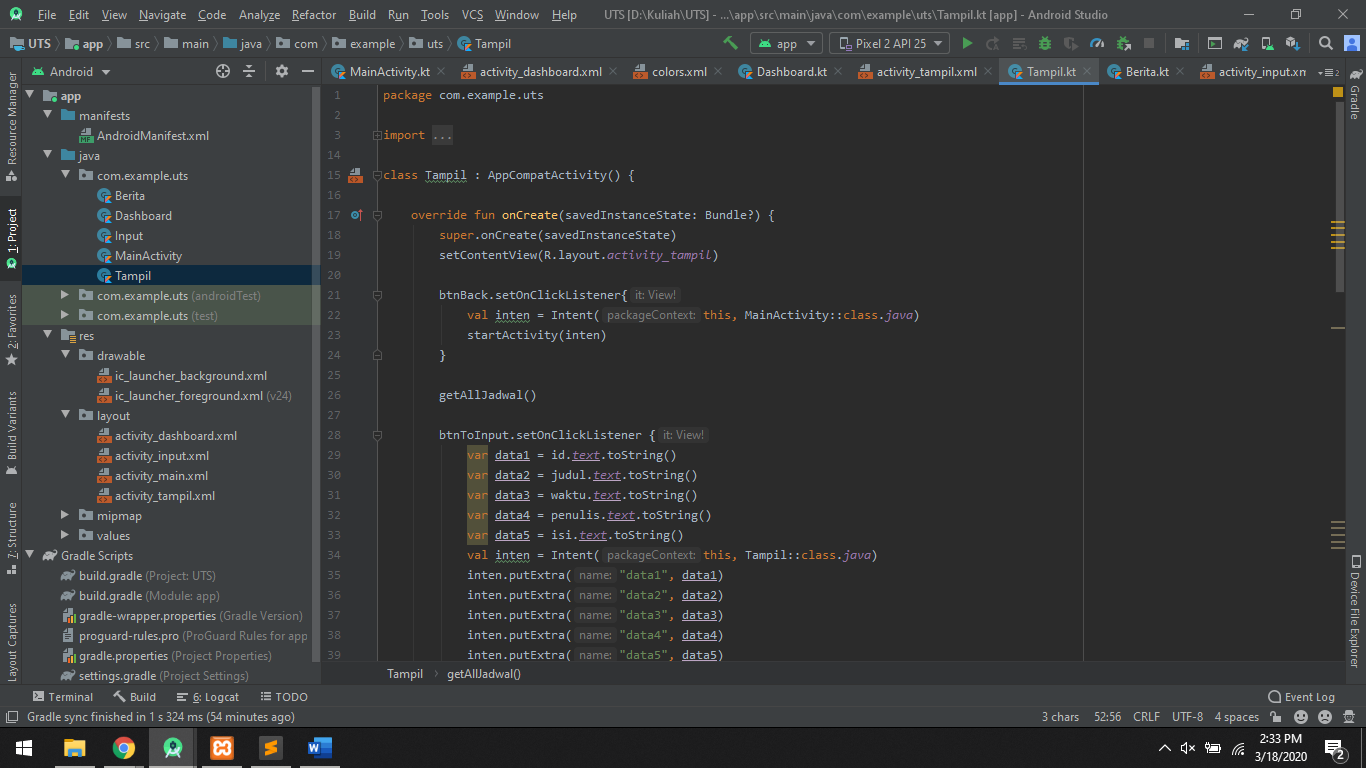 File Edit View Navigate Code Analyze Refactor Build Run Tools VCS Window Help UTS [D:\Kuliah\UTS] - ...\app\src\main\java\com\example\uts\Tampil.kt [app] - Android Studio
UTS app src main java com example uts Tampil app Pixel 2 API 25
Android
MainActivity.kt activity_dashboard.xml colors.xml Dashboard.kt activity_tampil.xml Tampil.kt Berita.kt activity_input.xm
Resource Manager
1: Project
2: Favorites
Build Variants
7: Structure
Layout Captures
app
manifests
AndroidManifest.xml
java
com.example.uts
Berita
Dashboard
Input
MainActivity
Tampil
com.example.uts (androidTest)
com.example.uts (test)
res
drawable
ic_launcher_background.xml
ic_launcher_foreground.xml (v24)
layout
activity_dashboard.xml
activity_input.xml
activity_main.xml
activity_tampil.xml
mipmap
values
Gradle Scripts
build.gradle (Project: UTS)
build.gradle (Module: app)
gradle-wrapper.properties (Gradle Version)
proguard-rules.pro (ProGuard Rules for app
gradle.properties (Project Properties)
settings.gradle (Project Settings)
1 package com.example.uts
2
3 import ...
14
15 class Tampil : AppCompatActivity() {
16
17 override fun onCreate(savedInstanceState: Bundle?) {
18 super.onCreate(savedInstanceState)
19 setContentView(R.layout.activity_tampil)
20
21 btnBack.setOnClickListener{ it: View!
22 val inten = Intent( packageContext: this, MainActivity::class.java)
23 startActivity(inten)
24 }
25
26 getAllJadwal()
27
28 btnToInput.setOnClickListener { it: View!
29 var data1 = id.text.toString()
30 var data2 = judul.text.toString()
31 var data3 = waktu.text.toString()
32 var data4 = penulis.text.toString()
33 var data5 = isi.text.toString()
34 val inten = Intent( packageContext: this, Tampil::class.java)
35 inten.putExtra( name: "data1", data1)
36 inten.putExtra( name: "data2", data2)
37 inten.putExtra( name: "data3", data3)
38 inten.putExtra( name: "data4", data4)
39 inten.putExtra( name: "data5", data5)
Tampil › getAllJadwal()
Gradle
Device File Explorer
Terminal Build 6: Logcat TODO Event Log
Gradle sync finished in 1 s 324 ms (54 minutes ago) 3 chars 52:56 CRLF UTF-8 4 spaces
2:33 PM
3/18/2020
2